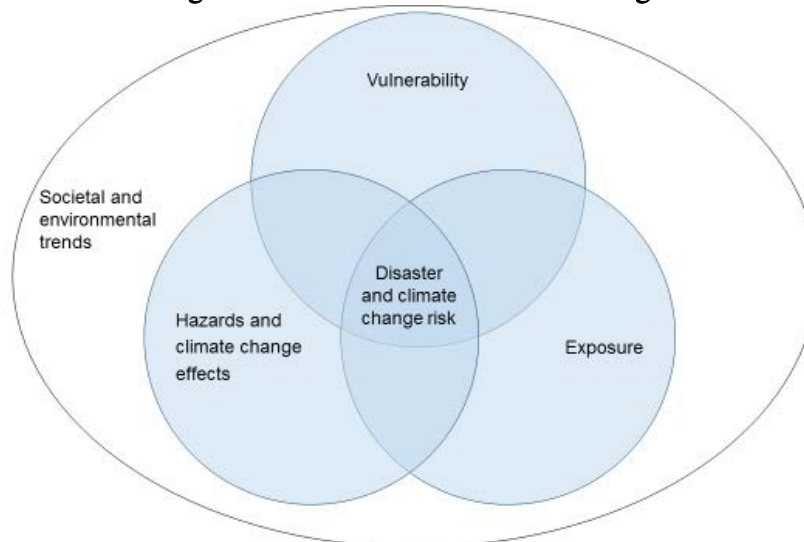 Vulnerability
Societal and
environmental
trends
Disaster
and climate
change risk
Hazards and
climate change
effects
Exposure